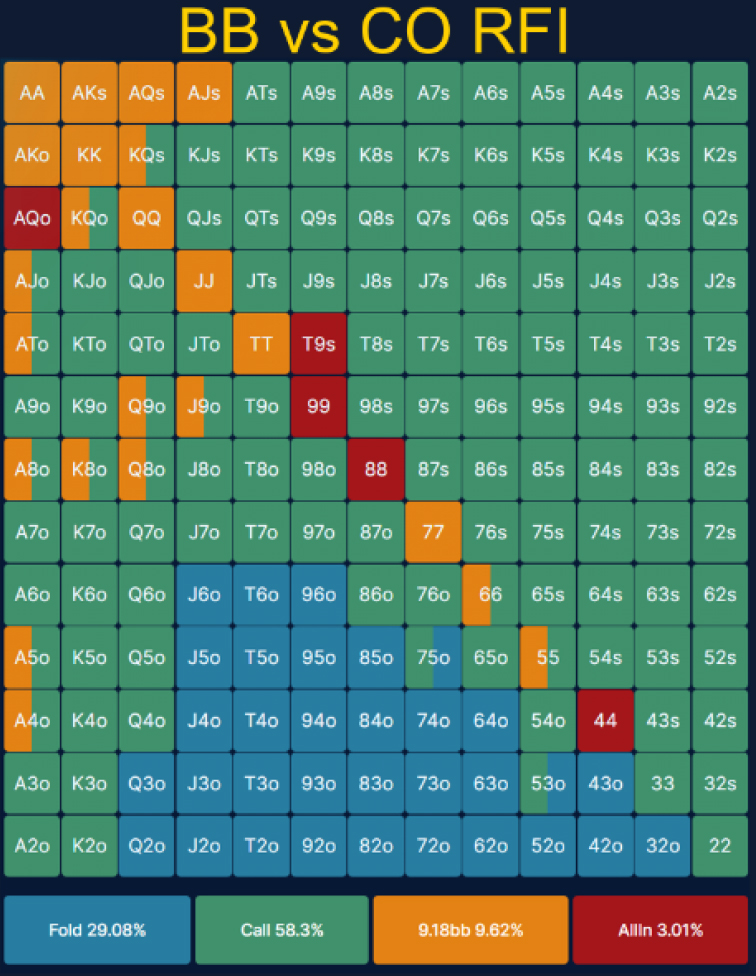 BB vs CO RFI
AA AKs AQs AJs ATs A9s A8s A7s A6s A5s A4s A3s A2s
AKo KK KQs KJs KTs K9s K8s K7s K6s K5s K4s K3s K2s
AQo KQo QQ QJs QTs Q9s Q8s Q7s Q6s Q5s Q4s Q3s Q2s
AJo KJo QJo JJ JTs J9s J8s J7s J6s J5s J4s J3s J2s
ATo KTo QTo JTo TT T9s T8s T7s T6s T5s T4s T3s T2s
A9o K9o Q9o J9o T9o 99 98s 97s 96s 95s 94s 93s 92s
A8o K8o Q8o J8o T8o 98o 88 87s 86s 85s 84s 83s 82s
A7o K7o Q7o J7o T7o 97o 87o 77 76s 75s 74s 73s 72s
A6o K6o Q6o J6o T6o 96o 86o 76o 66 65s 64s 63s 62s
A5o K5o Q5o J5o T5o 95o 85o 75o 65o 55 54s 53s 52s
A4o K4o Q4o J4o T4o 94o 84o 74o 64o 54o 44 43s 42s
A3o K3o Q3o J3o T3o 93o 83o 73o 63o 53o 43o 33 32s
A2o K2o Q2o J2o T2o 92o 82o 72o 62o 52o 42o 32o 22
Fold 29.08% Call 58.3% 9.18bb 9.62% AllIn 3.01%